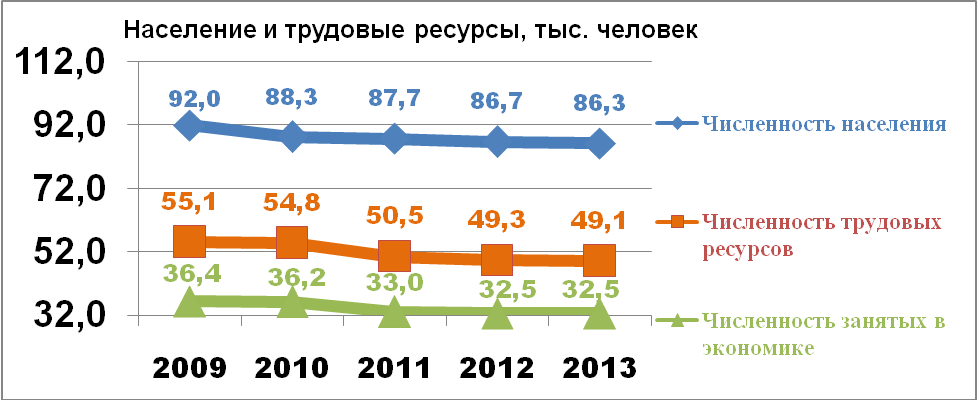 Население и трудовые ресурсы, тыс. человек
112,0
92,0
72,0
52,0
32,0
92,0 88,3 87,7 86,7 86,3
55,1 54,8 50,5 49,3 49,1
36,4 36,2 33,0 32,5 32,5
2009 2010 2011 2012 2013
Численность населения
Численность трудовых
ресурсов
Численность занятых в
экономике